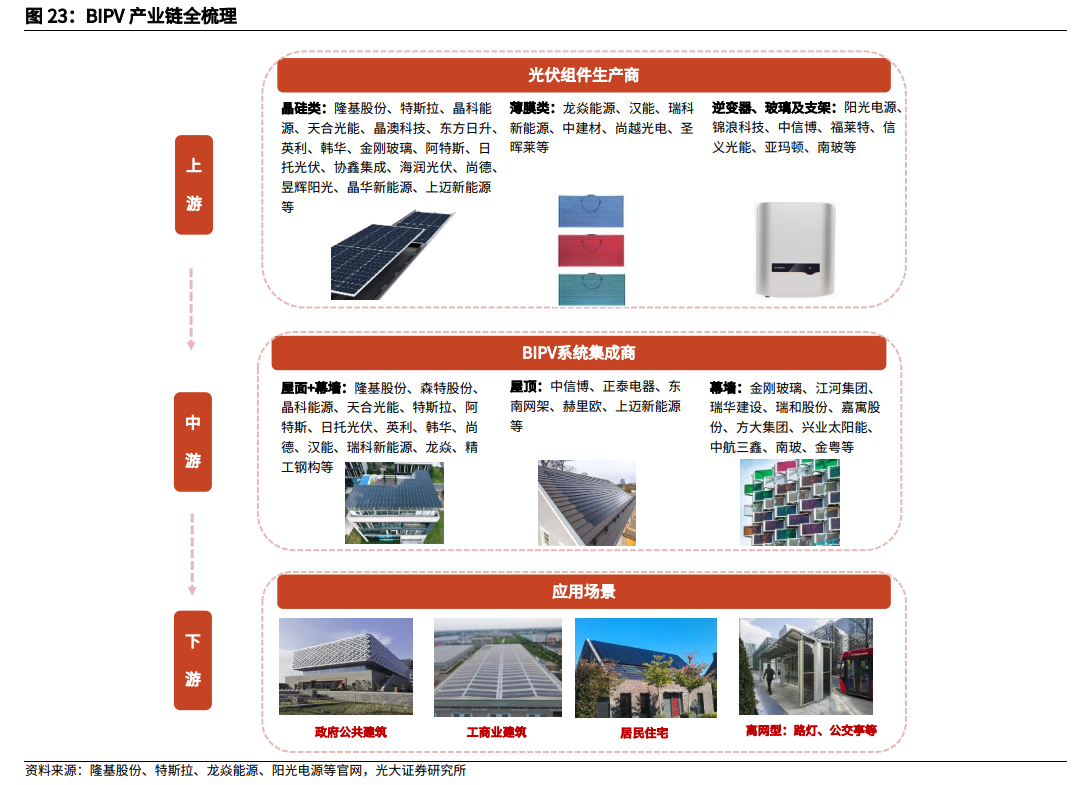 图 23：BIPV 产业链全梳理
上
游
光伏组件生产商
晶硅类：隆基股份、特斯拉、晶科能
源、天合光能、晶澳科技、东方日升、
英利、韩华、金刚玻璃、阿特斯、日
托光伏、协鑫集成、海润光伏、尚德、
昱辉阳光、晶华新能源、上迈新能源
等
薄膜类：龙焱能源、汉能、瑞科
新能源、中建材、尚越光电、圣
晖莱等
逆变器、玻璃及支架：阳光电源、
锦浪科技、中信博、福莱特、信
义光能、亚玛顿、南玻等
中
游
BIPV系统集成商
屋面+幕墙：隆基股份、森特股份、
晶科能源、天合光能、特斯拉、阿
特斯、日托光伏、英利、韩华、尚
德、汉能、瑞科新能源、龙焱、精
工钢构等
屋顶：中信博、正泰电器、东
南网架、赫里欧、上迈新能源
等
幕墙：金刚玻璃、江河集团、
瑞华建设、瑞和股份、嘉寓股
份、方大集团、兴业太阳能、
中航三鑫、南玻、金粤等
下
游
应用场景
政府公共建筑
工商业建筑
居民住宅
离网型：路灯、公交亭等
资料来源：隆基股份、特斯拉、龙焱能源、阳光电源等官网，光大证券研究所